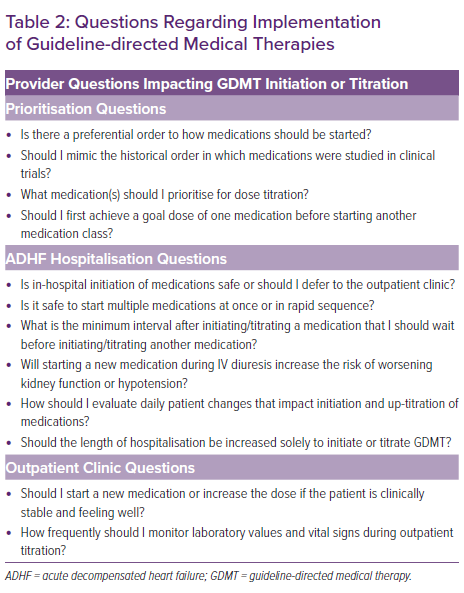 Table 2: Questions Regarding Implementation
of Guideline-directed Medical Therapies
Provider Questions Impacting GDMT Initiation or Titration
Prioritisation Questions
• Is there a preferential order to how medications should be started?
• Should I mimic the historical order in which medications were studied in clinical
trials?
• What medication(s) should I prioritise for dose titration?
• Should I first achieve a goal dose of one medication before starting another
medication class?
ADHF Hospitalisation Questions
• Is in-hospital initiation of medications safe or should I defer to the outpatient clinic?
• Is it safe to start multiple medications at once or in rapid sequence?
• What is the minimum interval after initiating/titrating a medication that I should wait
before initiating/titrating another medication?
• Will starting a new medication during IV diuresis increase the risk of worsening
kidney function or hypotension?
• How should I evaluate daily patient changes that impact initiation and up-titration of
medications?
• Should the length of hospitalisation be increased solely to initiate or titrate GDMT?
Outpatient Clinic Questions
• Should I start a new medication or increase the dose if the patient is clinically
stable and feeling well?
• How frequently should I monitor laboratory values and vital signs during outpatient
titration?
ADHF = acute decompensated heart failure; GDMT = guideline-directed medical therapy.